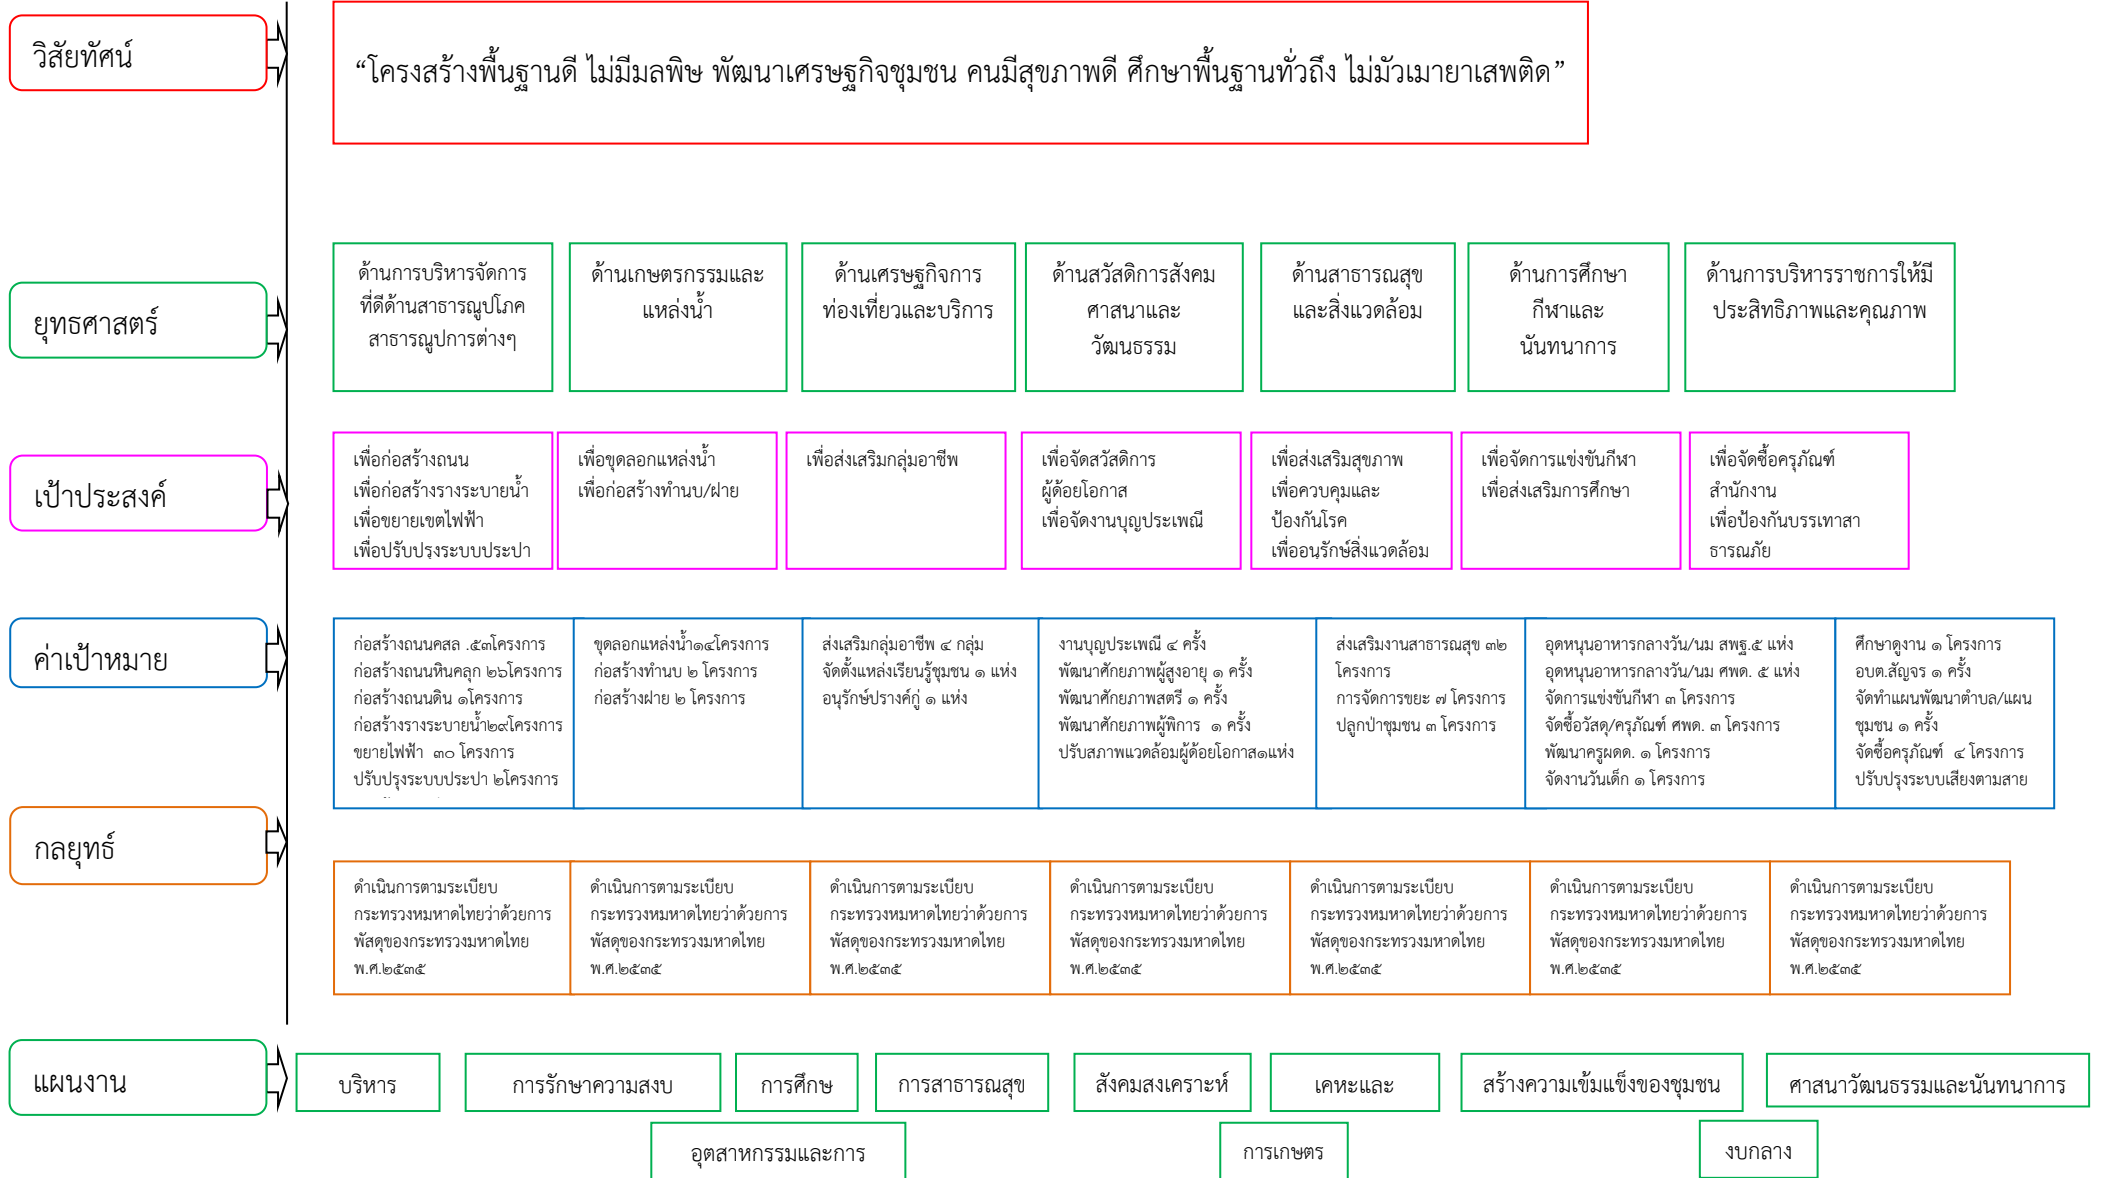 วิสัยทัศน์
“โครงสร้างพื้นฐานดี ไม่มีมลพิษ พัฒนาเศรษฐกิจชุมชน คนมีสุขภาพดี ศึกษาพื้นฐานทั่วถึง ไม่มัวเมายาเสพติด”
ยุทธศาสตร์
ด้านการบริหารจัดการ
ที่ดีด้านสาธารณูปโภค
สาธารณูปการต่างๆ
ด้านเกษตรกรรมและ
แหล่งน้ำ
ด้านเศรษฐกิจการ
ท่องเที่ยวและบริการ
ด้านสวัสดิการสังคม
ศาสนาและ
วัฒนธรรม
ด้านสาธารณสุข
และสิ่งแวดล้อม
ด้านการศึกษา
กีฬาและ
นันทนาการ
ด้านการบริหารราชการให้มี
ประสิทธิภาพและคุณภาพ
เป้าประสงค์
เพื่อก่อสร้างถนน
เพื่อก่อสร้างรางระบายน้ำ
เพื่อขยายเขตไฟฟ้า
เพื่อปรับปรุงระบบประปา
เพื่อขุดลอกแหล่งน้ำ
เพื่อก่อสร้างทำนบ/ฝาย
เพื่อส่งเสริมกลุ่มอาชีพ
เพื่อจัดสวัสดิการ
ผู้ด้อยโอกาส
เพื่อจัดงานบุญประเพณี
เพื่อส่งเสริมสุขภาพ
เพื่อควบคุมและ
ป้องกันโรค
เพื่ออนุรักษ์สิ่งแวดล้อม
เพื่อจัดการแข่งขันกีฬา
เพื่อส่งเสริมการศึกษา
เพื่อจัดซื้อครุภัณฑ์
สำนักงาน
เพื่อป้องกันบรรเทาสา
ธารณภัย
ค่าเป้าหมาย
ก่อสร้างถนนคสล .๕๓โครงการ
ก่อสร้างถนนหินคลุก ๒๖โครงการ
ก่อสร้างถนนดิน ๑โครงการ
ก่อสร้างรางระบายน้ำ๒๙โครงการ
ขยายไฟฟ้า ๓๐ โครงการ
ปรับปรุงระบบประปา ๒โครงการ
ขุดลอกแหล่งน้ำ๑๔โครงการ
ก่อสร้างทำนบ ๒ โครงการ
ก่อสร้างฝาย ๒ โครงการ
ส่งเสริมกลุ่มอาชีพ ๔ กลุ่ม
จัดตั้งแหล่งเรียนรู้ชุมชน ๑ แห่ง
อนุรักษ์ปรางค์กู่ ๑ แห่ง
งานบุญประเพณี ๔ ครั้ง
พัฒนาศักยภาพผู้สูงอายุ ๑ ครั้ง
พัฒนาศักยภาพสตรี ๑ ครั้ง
พัฒนาศักยภาพผู้พิการ ๑ ครั้ง
ปรับสภาพแวดล้อมผู้ด้อยโอกาส๑แห่ง
ส่งเสริมงานสาธารณสุข ๓๒
โครงการ
การจัดการขยะ ๗ โครงการ
ปลูกป่าชุมชน ๓ โครงการ
อุดหนุนอาหารกลางวัน/นม สพฐ.๕ แห่ง
อุดหนุนอาหารกลางวัน/นม ศพด. ๕ แห่ง
จัดการแข่งขันกีฬา ๓ โครงการ
จัดซื้อวัสดุ/ครุภัณฑ์ ศพด. ๓ โครงการ
พัฒนาครูผดด. ๑ โครงการ
จัดงานวันเด็ก ๑ โครงการ
ศึกษาดูงาน ๑ โครงการ
อบต.สัญจร ๑ ครั้ง
จัดทำแผนพัฒนาตำบล/แผน
ชุมชน ๑ ครั้ง
จัดซื้อครุภัณฑ์ ๔ โครงการ
ปรับปรุงระบบเสียงตามสาย
กลยุทธ์
ดำเนินการตามระเบียบ
กระทรวงหมหาดไทยว่าด้วยการ
พัสดุของกระทรวงมหาดไทย
พ.ศ.๒๕๓๕
ดำเนินการตามระเบียบ
กระทรวงหมหาดไทยว่าด้วยการ
พัสดุของกระทรวงมหาดไทย
พ.ศ.๒๕๓๕
ดำเนินการตามระเบียบ
กระทรวงหมหาดไทยว่าด้วยการ
พัสดุของกระทรวงมหาดไทย
พ.ศ.๒๕๓๕
ดำเนินการตามระเบียบ
กระทรวงหมหาดไทยว่าด้วยการ
พัสดุของกระทรวงมหาดไทย
พ.ศ.๒๕๓๕
ดำเนินการตามระเบียบ
กระทรวงหมหาดไทยว่าด้วยการ
พัสดุของกระทรวงมหาดไทย
พ.ศ.๒๕๓๕
ดำเนินการตามระเบียบ
กระทรวงหมหาดไทยว่าด้วยการ
พัสดุของกระทรวงมหาดไทย
พ.ศ.๒๕๓๕
ดำเนินการตามระเบียบ
กระทรวงหมหาดไทยว่าด้วยการ
พัสดุของกระทรวงมหาดไทย
พ.ศ.๒๕๓๕
แผนงาน
บริหาร
การรักษาความสงบ
การศึกษ
การสาธารณสุข
สังคมสงเคราะห์
เคหะและ
สร้างความเข้มแข็งของชุมชน
ศาสนาวัฒนธรรมและนันทนาการ
อุตสาหกรรมและการ
การเกษตร
งบกลาง